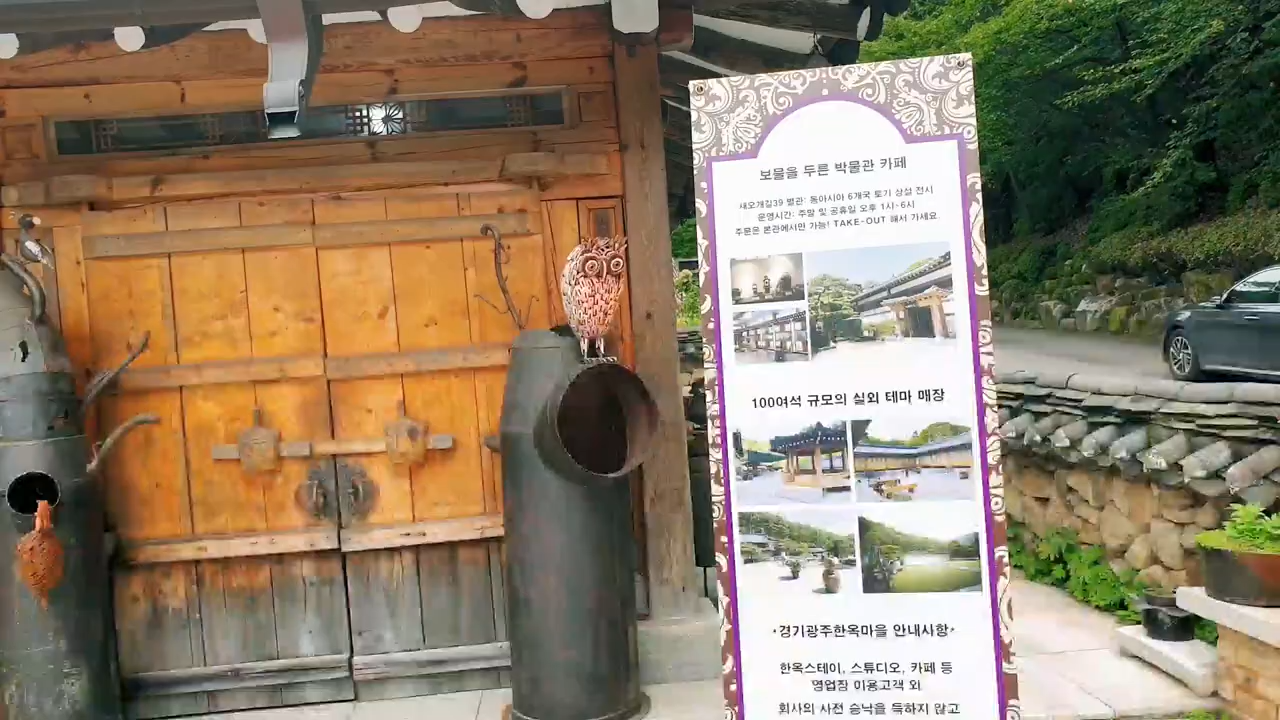 보물을 두른 박물관 카페
새오개길39 별관: 동아시아 6개국 토기 상설 전시
운영시간: 주말 및 공휴일 오후 1시-6시
주문은 본관에서만 가능! TAKE-OUT 해서 가세요.
100여석 규모의 실외 테마 매장
·경기광주한옥마을 안내사항·
한옥스테이, 스튜디오, 카페 등
영업장 이용고객 외
회사의 사전 승낙을 득하지 않고